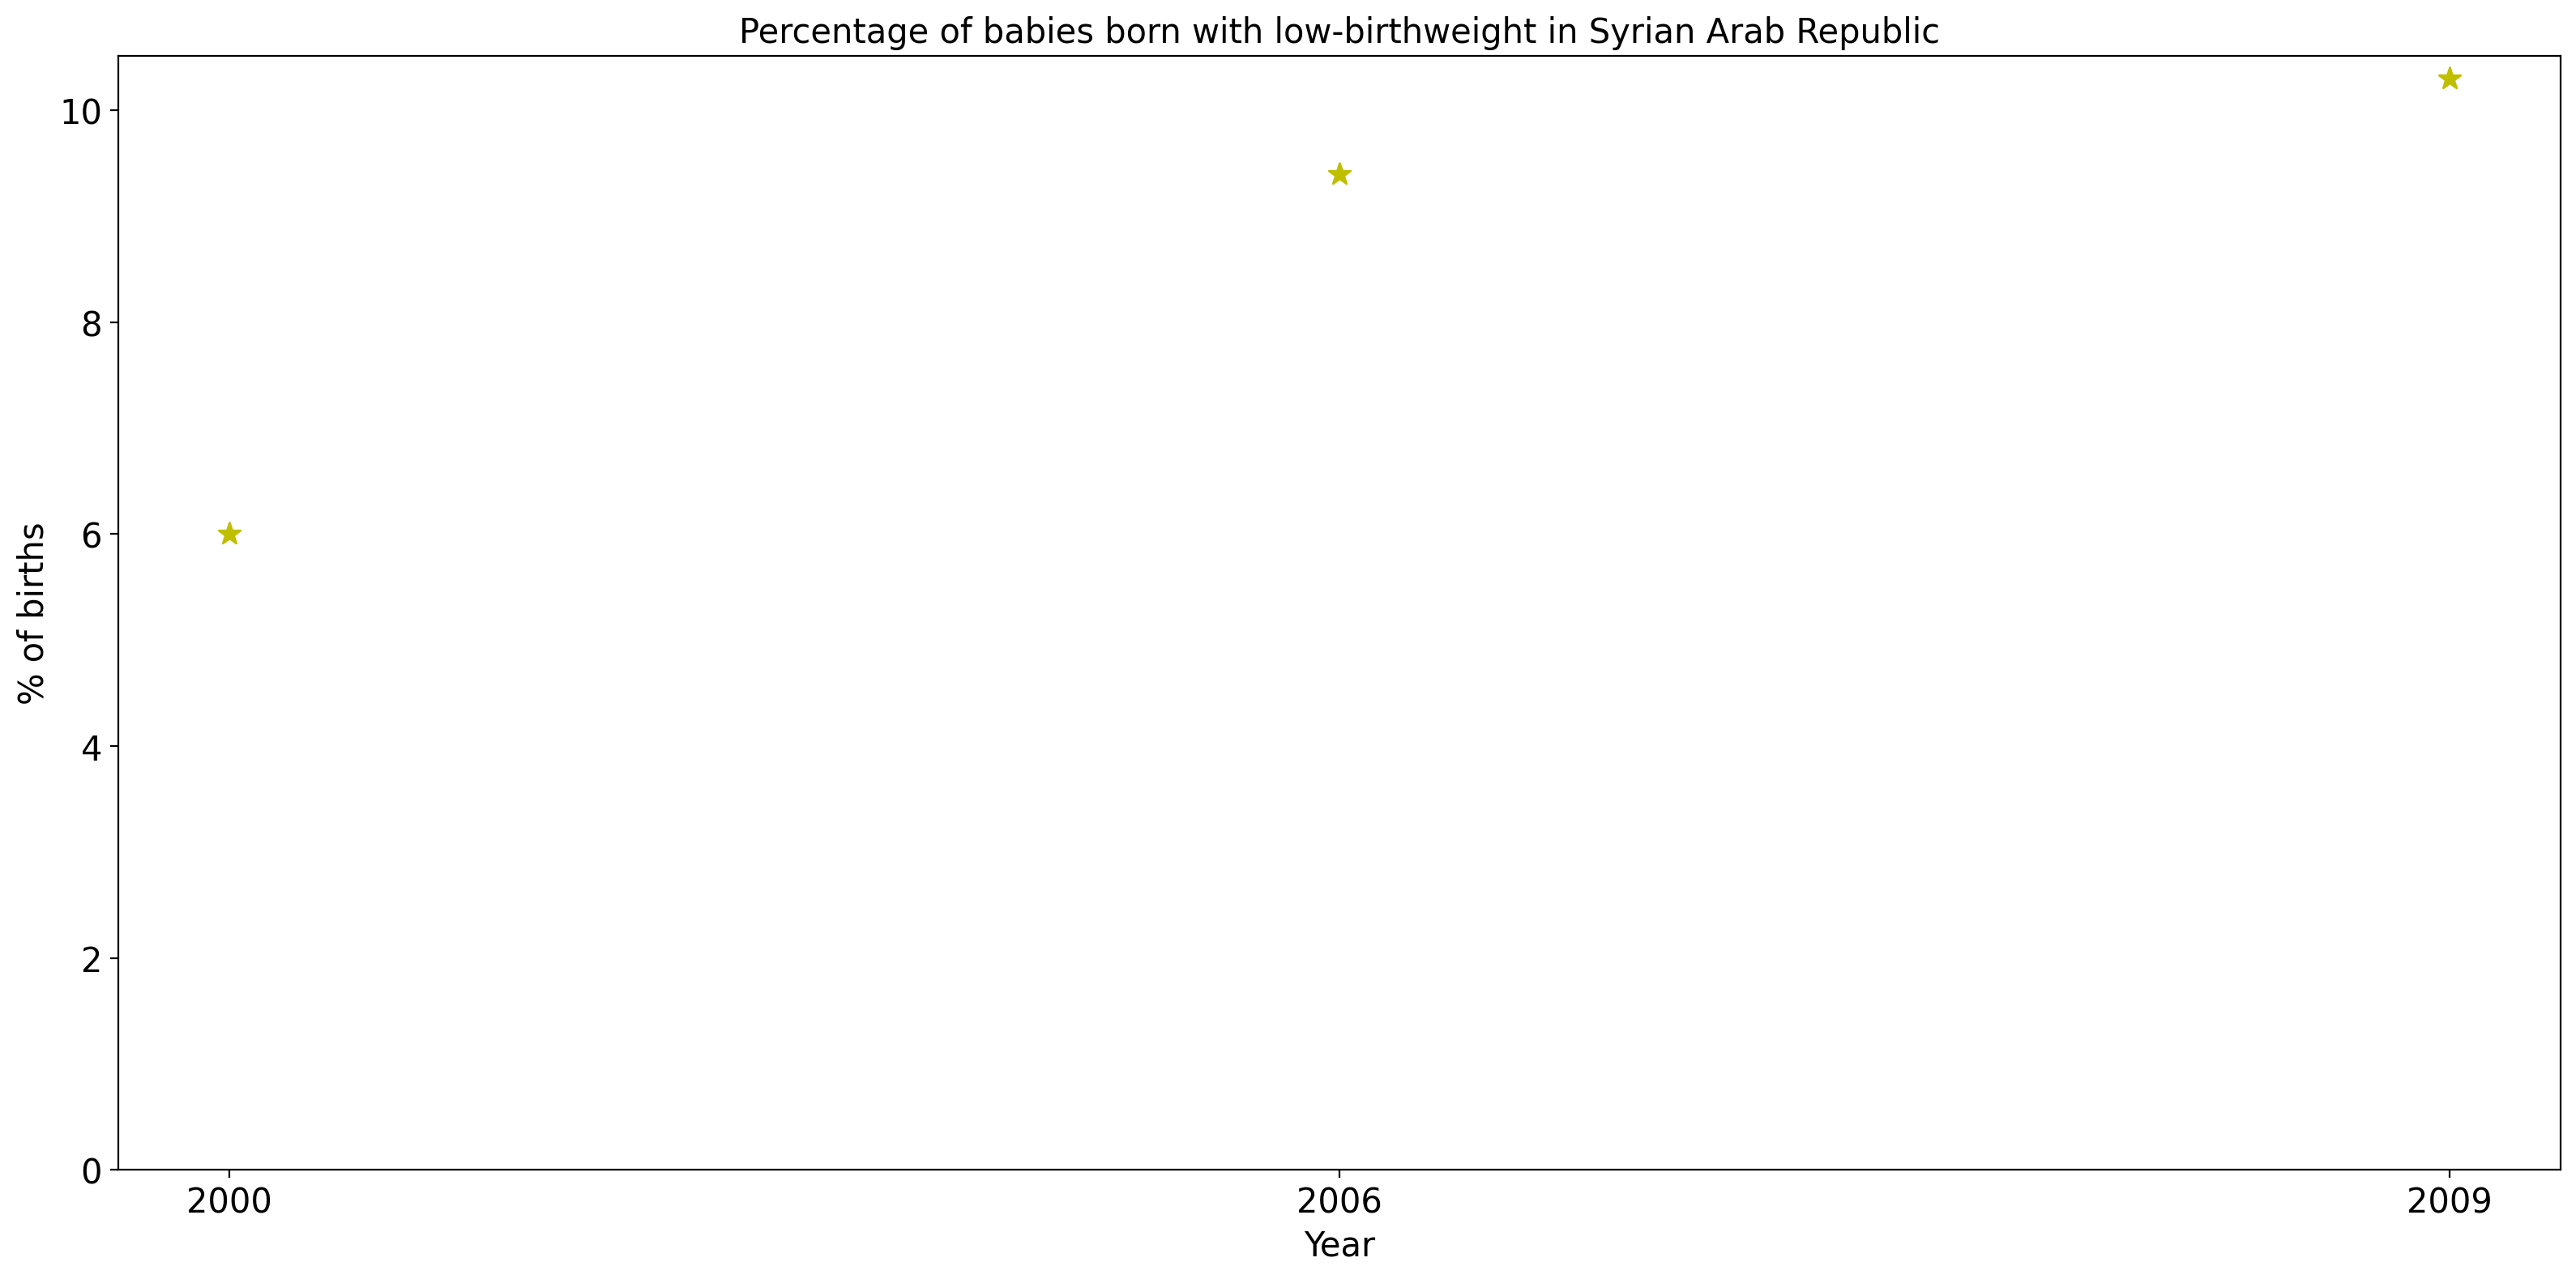 Percentage of babies born with low-birthweight in Syrian Arab Republic
10
8
6
4
2
0
% of births
2000 2006 2009
Year